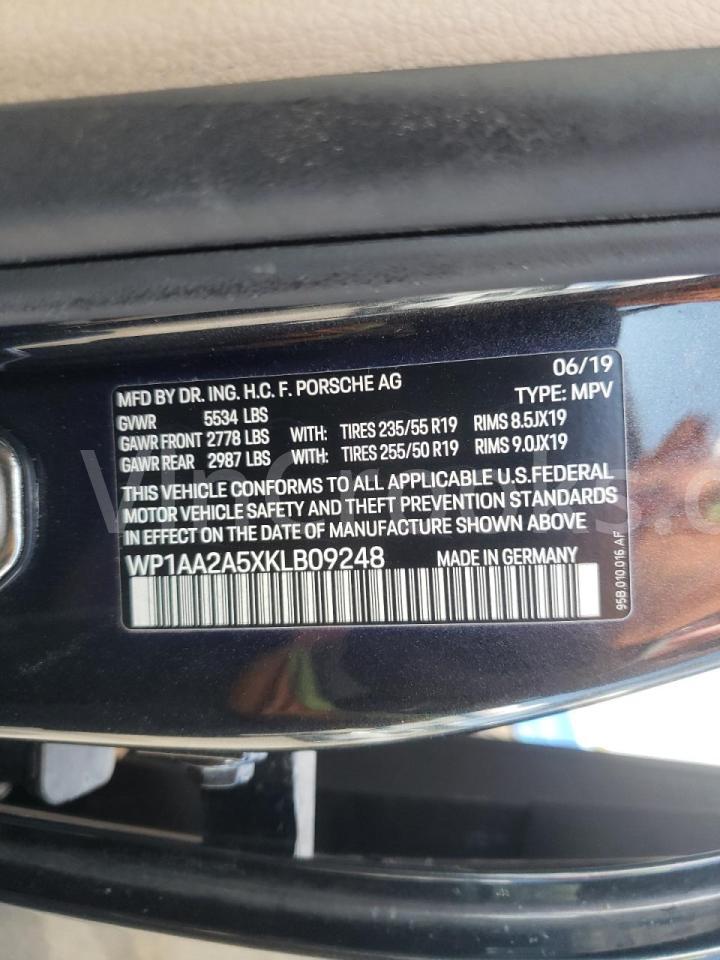 06/19
MFD BY DR. ING. H.C. F. PORSCHE AG TYPE: MPV
GVWR 5534 LBS
GAWR FRONT 2778 LBS WITH: TIRES 235/55 R19 RIMS 8.5JX19
GAWR REAR 2987 LBS WITH: TIRES 255/50 R19 RIMS 9.0JX19
THIS VEHICLE CONFORMS TO ALL APPLICABLE U.S.FEDERAL
MOTOR VEHICLE SAFETY AND THEFT PREVENTION STANDARDS
IN EFFECT ON THE DATE OF MANUFACTURE SHOWN ABOVE
WP1AA2A5XKLB09248 MADE IN GERMANY
95B.010.016.AF